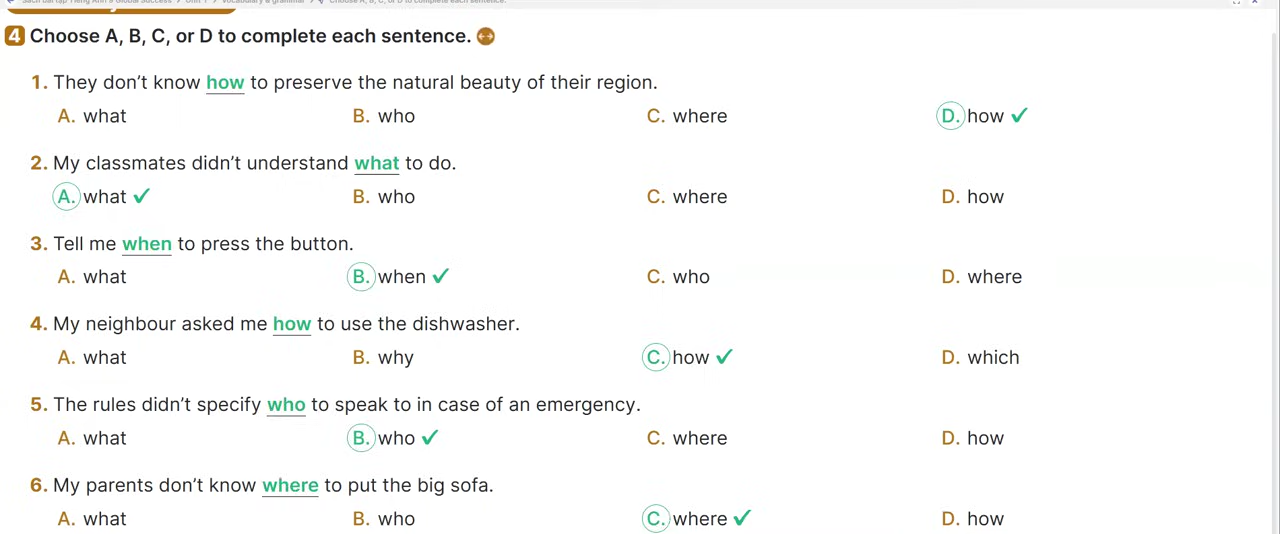 4 Choose A, B, C, or D to complete each sentence.
1. They don't know how to preserve the natural beauty of their region.
A. what B. who C. where D. how ✓
2. My classmates didn't understand what to do.
A. what ✓ B. who C. where D. how
3. Tell me when to press the button.
A. what B. when ✓ C. who D. where
4. My neighbour asked me how to use the dishwasher.
A. what B. why C. how ✓ D. which
5. The rules didn't specify who to speak to in case of an emergency.
A. what B. who ✓ C. where D. how
6. My parents don't know where to put the big sofa.
A. what B. who C. where ✓ D. how